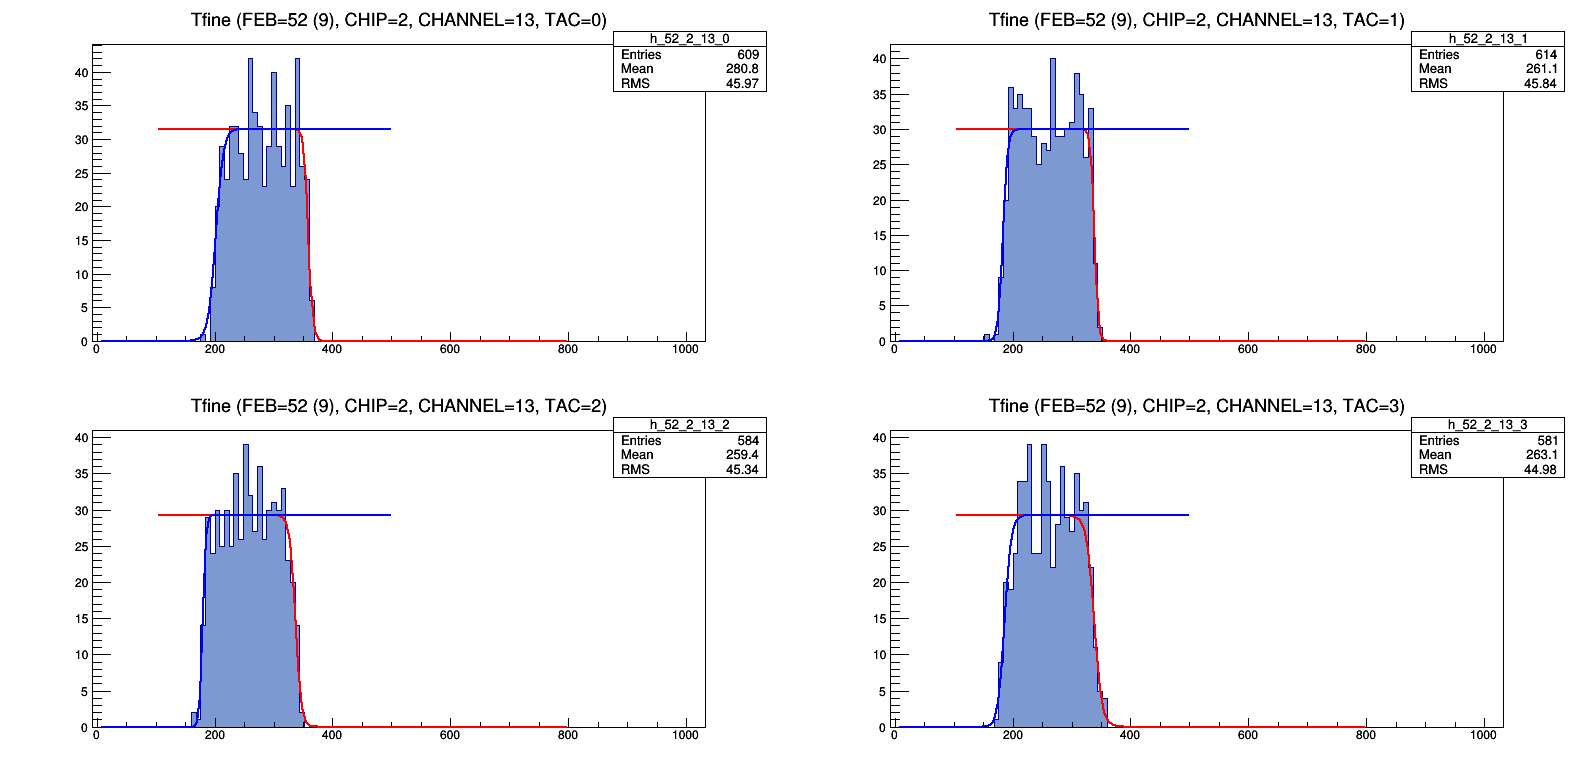 Tfine (FEB=52 (9), CHIP=2, CHANNEL=13, TAC=0)
h_52_2_13_0
Entries 609
Mean 280.8
RMS 45.97
40
35
30
25
20
15
10
5
0
0 200 400 600 800 1000
Tfine (FEB=52 (9), CHIP=2, CHANNEL=13, TAC=1)
h_52_2_13_1
Entries 614
Mean 261.1
RMS 45.84
40
35
30
25
20
15
10
5
0
0 200 400 600 800 1000
Tfine (FEB=52 (9), CHIP=2, CHANNEL=13, TAC=2)
h_52_2_13_2
Entries 584
Mean 259.4
RMS 45.34
40
35
30
25
20
15
10
5
0
0 200 400 600 800 1000
Tfine (FEB=52 (9), CHIP=2, CHANNEL=13, TAC=3)
h_52_2_13_3
Entries 581
Mean 263.1
RMS 44.98
40
35
30
25
20
15
10
5
0
0 200 400 600 800 1000